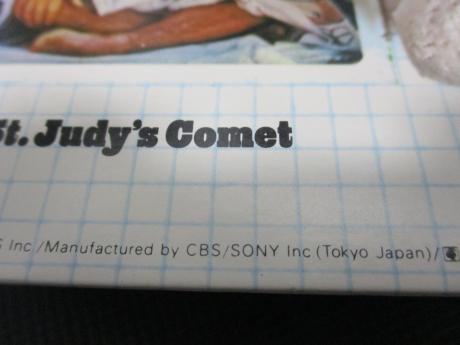 St. Judy's Comet
S Inc./Manufactured by CBS/SONY Inc (Tokyo Japan)/